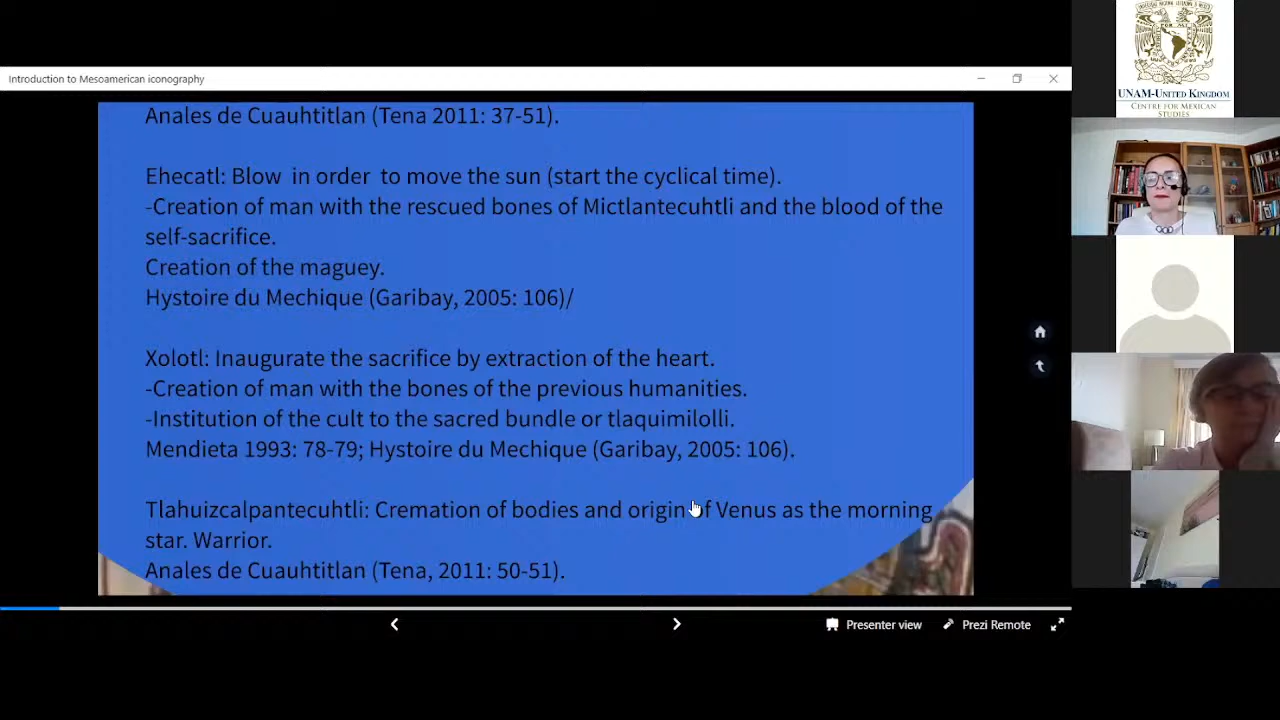 Introduction to Mesoamerican iconography
Anales de Cuauhtitlan (Tena 2011: 37-51).
Ehecatl: Blow in order to move the sun (start the cyclical time).
-Creation of man with the rescued bones of Mictlantecuhtli and the blood of the
self-sacrifice.
Creation of the maguey.
Hystoire du Mechique (Garibay, 2005: 106)/
Xolotl: Inaugurate the sacrifice by extraction of the heart.
-Creation of man with the bones of the previous humanities.
-Institution of the cult to the sacred bundle or tlaquimilolli.
Mendieta 1993: 78-79; Hystoire du Mechique (Garibay, 2005: 106).
Tlahuizcalpantecuhtli: Cremation of bodies and origin of Venus as the morning
star. Warrior.
Anales de Cuauhtitlan (Tena, 2011: 50-51).
Presenter view
Prezi Remote
UNAM-UNITED KINGDOM
CENTRE FOR MEXICAN
STUDIES